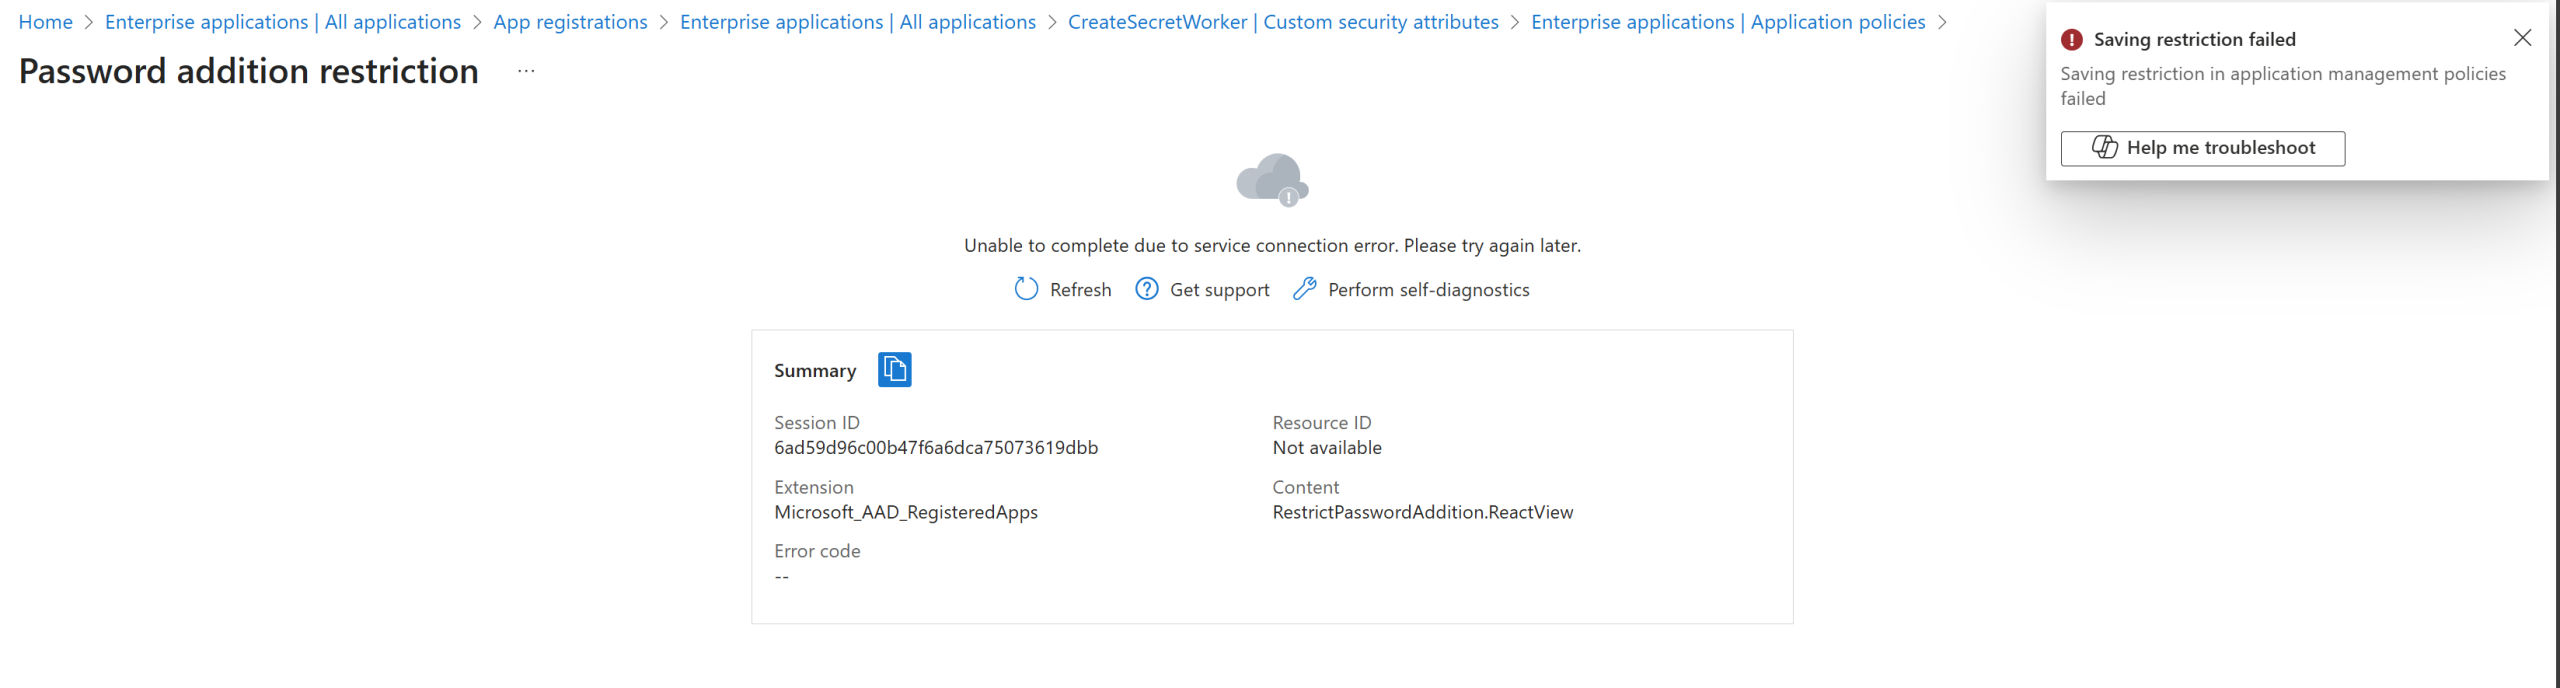 Home > Enterprise applications | All applications > App registrations > Enterprise applications | All applications > CreateSecretWorker | Custom security attributes > Enterprise applications | Application policies >
Password addition restriction ...
Saving restriction failed
Saving restriction in application management policies
failed
Help me troubleshoot
Unable to complete due to service connection error. Please try again later.
Refresh Get support Perform self-diagnostics
Summary
Session ID
6ad59d96c00b47f6a6dca75073619dbb
Resource ID
Not available
Extension
Microsoft_AAD_RegisteredApps
Content
RestrictPasswordAddition.ReactView
Error code
--